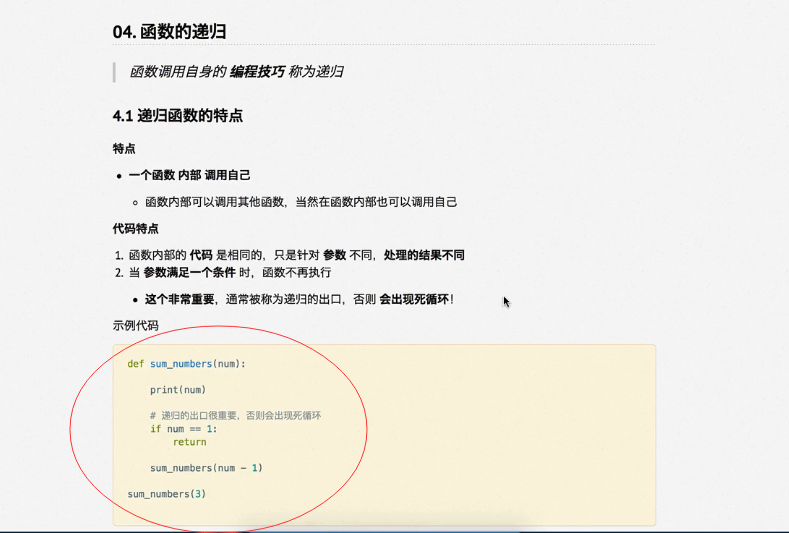 04. 函数的递归
函数调用自身的 编程技巧 称为递归
4.1 递归函数的特点
特点
• 一个函数 内部 调用自己
◦ 函数内部可以调用其他函数，当然在函数内部也可以调用自己
代码特点
1. 函数内部的 代码 是相同的，只是针对 参数 不同，处理的结果不同
2. 当 参数满足一个条件 时，函数不再执行
• 这个非常重要，通常被称为递归的出口，否则 会出现死循环！
示例代码
def sum_numbers(num):
print(num)
# 递归的出口很重要，否则会出现死循环
if num == 1:
return
sum_numbers(num - 1)
sum_numbers(3)